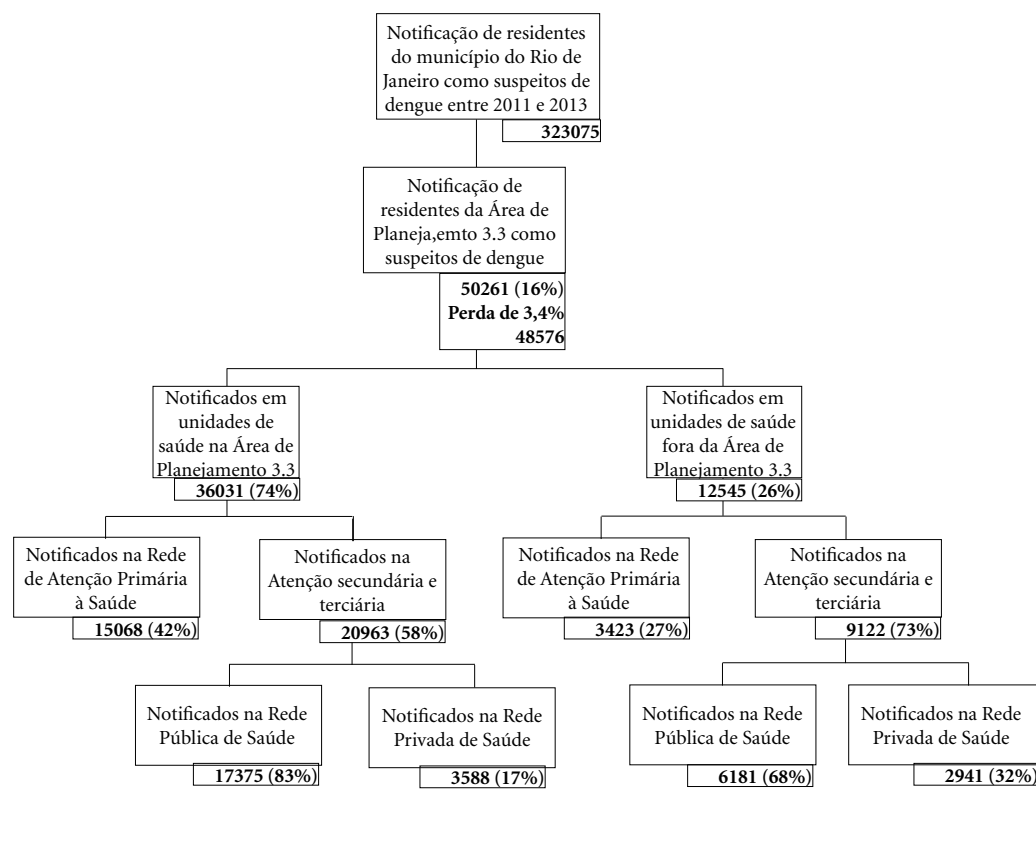 Notificação de residentes
do município do Rio de
Janeiro como suspeitos de
dengue entre 2011 e 2013
323075
Notificação de
residentes da Área de
Planeja,emto 3.3 como
suspeitos de dengue
50261 (16%)
Perda de 3,4%
48576
Notificados em
unidades de
saúde na Área de
Planejamento 3.3
36031 (74%)
Notificados em
unidades de saúde
fora da Área de
Planejamento 3.3
12545 (26%)
Notificados na Rede
de Atenção Primária
à Saúde
15068 (42%)
Notificados na
Atenção secundária e
terciária
20963 (58%)
Notificados na Rede
de Atenção Primária
à Saúde
3423 (27%)
Notificados na
Atenção secundária e
terciária
9122 (73%)
Notificados na Rede
Pública de Saúde
17375 (83%)
Notificados na Rede
Privada de Saúde
3588 (17%)
Notificados na Rede
Pública de Saúde
6181 (68%)
Notificados na Rede
Privada de Saúde
2941 (32%)